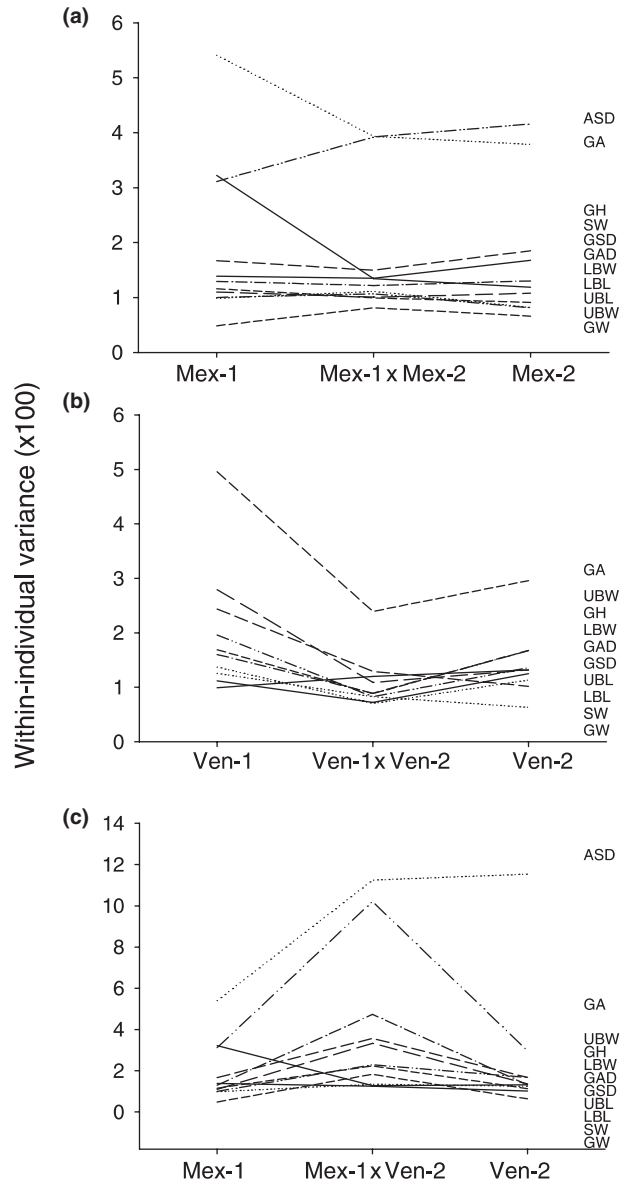 (a)
6
5
4
3
2
1
0
ASD
GA
GH
SW
GSD
GAD
LBW
LBL
UBL
UBW
GW
Mex-1 Mex-1 x Mex-2 Mex-2
Within-individual variance (x100)
(b)
6
5
4
3
2
1
0
GA
UBW
GH
LBW
GAD
GSD
UBL
LBL
SW
GW
Ven-1 Ven-1 x Ven-2 Ven-2
(c)
14
12
10
8
6
4
2
0
ASD
GA
UBW
GH
LBW
GAD
GSD
UBL
LBL
SW
GW
Mex-1 Mex-1 x Ven-2 Ven-2